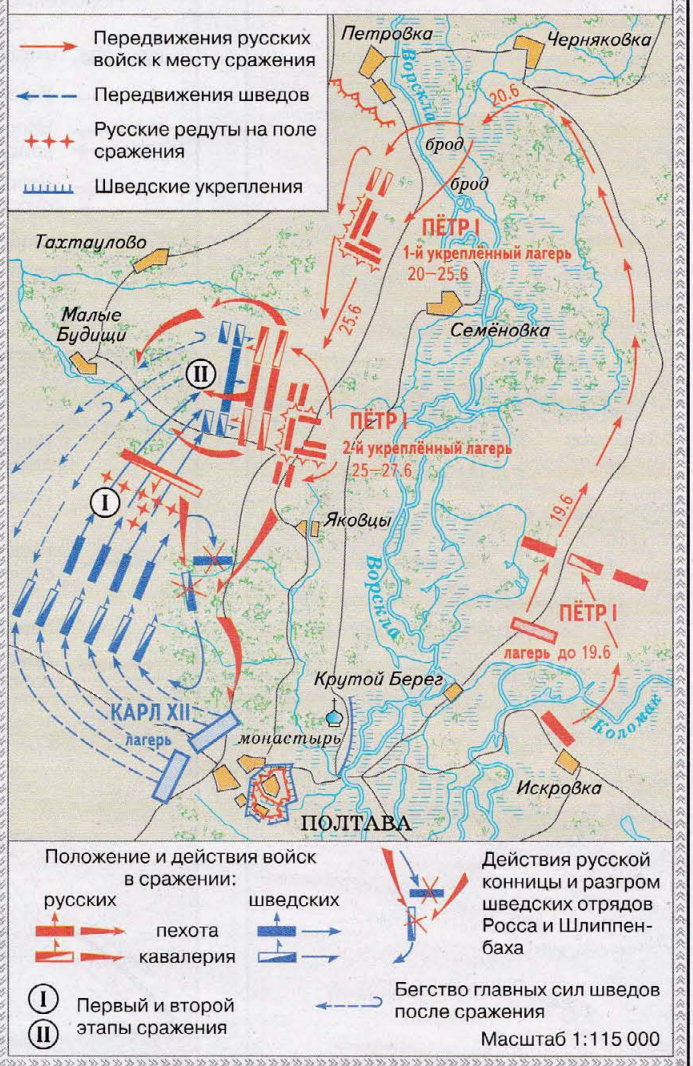 Передвижения русских
войск к месту сражения
Передвижения шведов
Русские редуты на поле
сражения
Шведские укрепления
Петровка
Черняковка
Ворскла
20.6
брод
брод
ПЁТР I
1-й укреплённый лагерь
20–25.6
Тахтаулово
25.6
Семёновка
Малые
Будищи
II
ПЁТР I
2-й укреплённый лагерь
25–27.6
I
Яковцы
19.6
Ворскла
ПЁТР I
лагерь до 19.6
Крутой Берег
Коломак
КАРЛ XII
лагерь
монастырь
Искровка
ПОЛТАВА
Положение и действия войск
в сражении:
русских
шведских
пехота
кавалерия
Действия русской
конницы и разгром
шведских отрядов
Росса и Шлиппен-
баха
I
II
Первый и второй
этапы сражения
Бегство главных сил шведов
после сражения
Масштаб 1:115 000